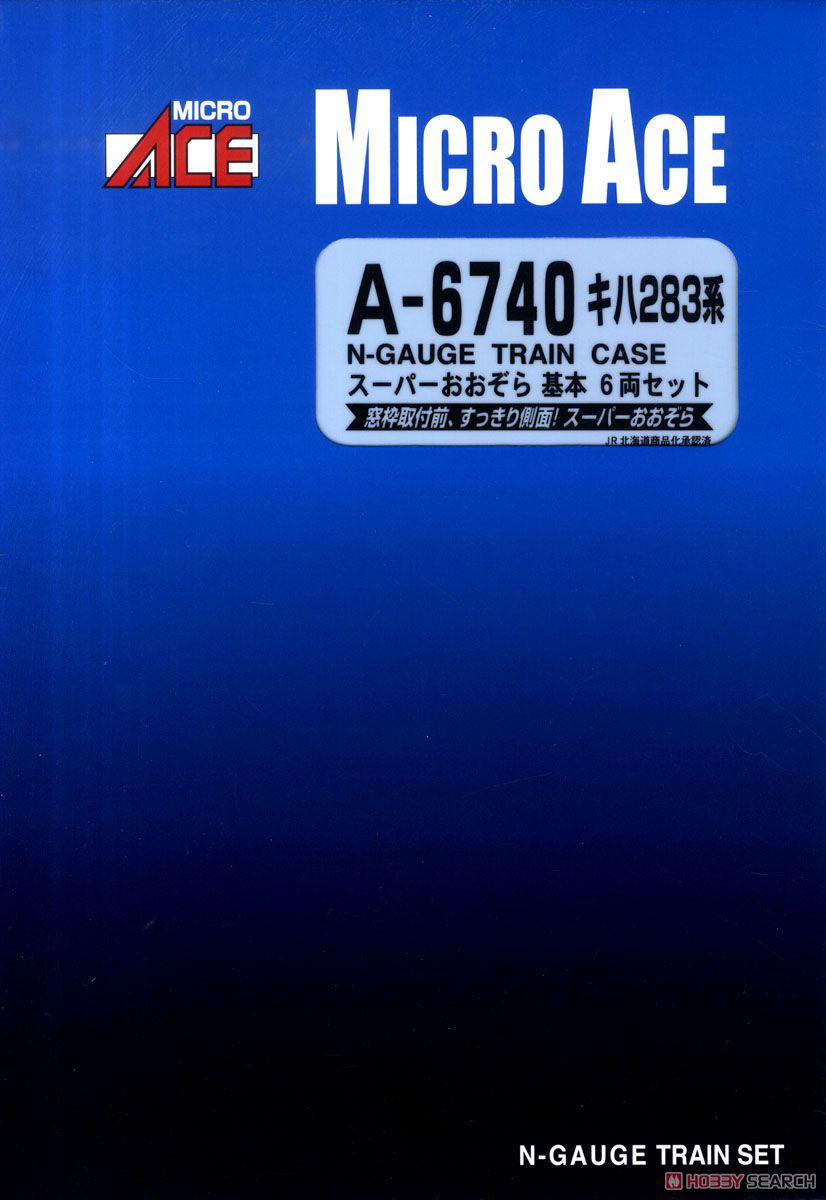 MICRO
ACE
MICRO ACE
A-6740 キハ283系
N-GAUGE TRAIN CASE
スーパーおおぞら 基本 6両セット
窓枠取付前、すっきり側面! スーパーおおぞら
JR北海道商品化承認済
N-GAUGE TRAIN SET
HOBBY SEARCH